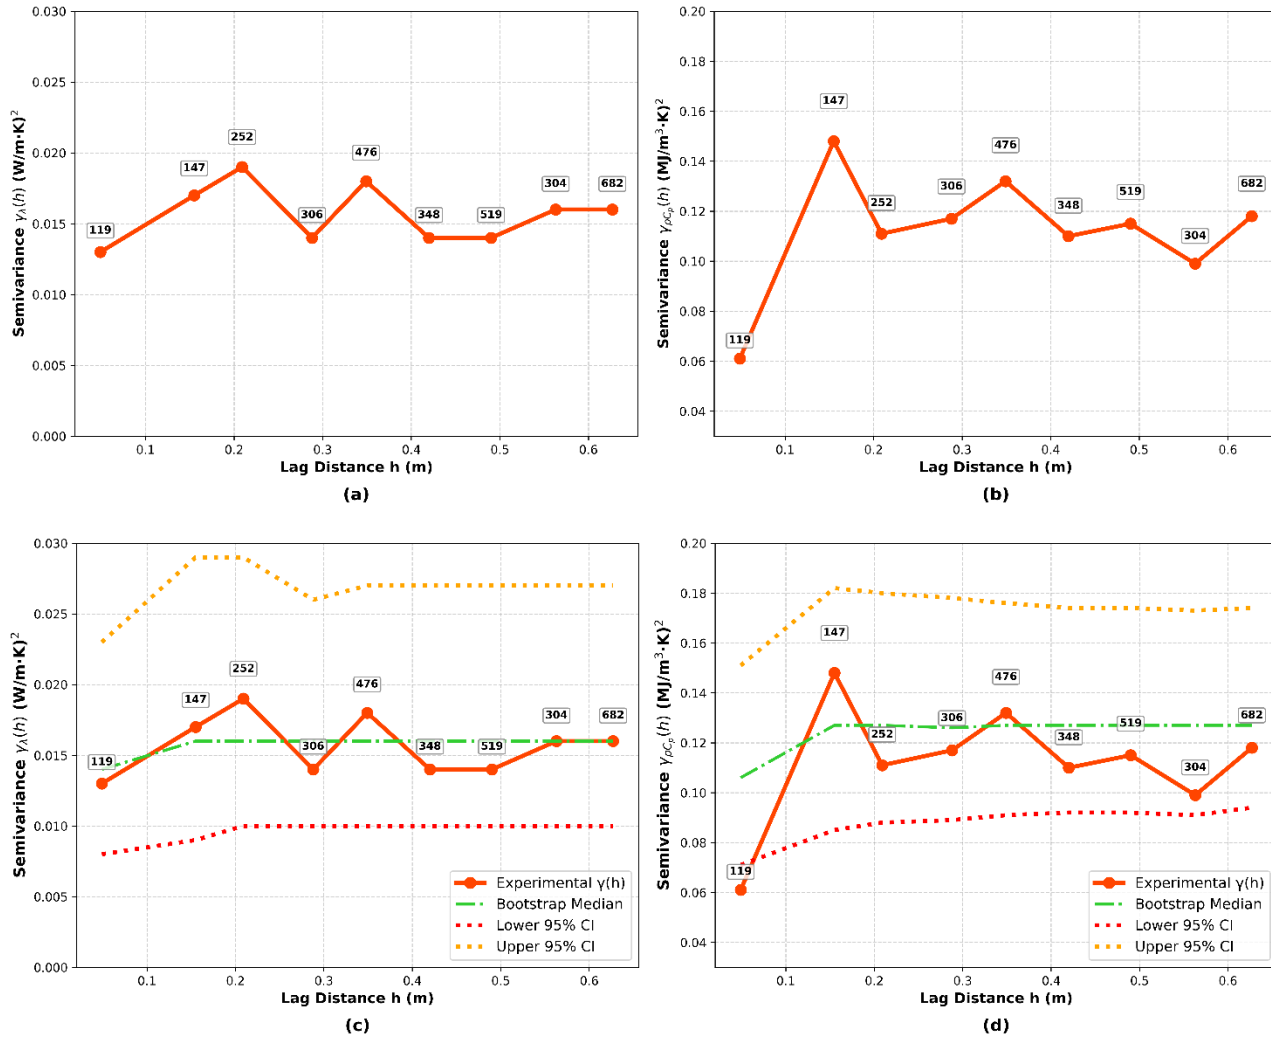 0.030
0.025
0.020
0.015
0.010
0.005
0.000
Semivariance γλ(h) (W/m·K)²
119
147
252
306
476
348
519
304
682
0.1 0.2 0.3 0.4 0.5 0.6
Lag Distance h (m)
(a)
0.20
0.18
0.16
0.14
0.12
0.10
0.08
0.06
0.04
Semivariance γρCp(h) (MJ/m³·K)²
119
147
252
306
476
348
519
304
682
0.1 0.2 0.3 0.4 0.5 0.6
Lag Distance h (m)
(b)
0.030
0.025
0.020
0.015
0.010
0.005
0.000
Semivariance γλ(h) (W/m·K)²
119
147
252
306
476
348
519
304
682
Experimental γ(h)
Bootstrap Median
Lower 95% CI
Upper 95% CI
0.1 0.2 0.3 0.4 0.5 0.6
Lag Distance h (m)
(c)
0.20
0.18
0.16
0.14
0.12
0.10
0.08
0.06
0.04
Semivariance γρCp(h) (MJ/m³·K)²
119
147
252
306
476
348
519
304
682
Experimental γ(h)
Bootstrap Median
Lower 95% CI
Upper 95% CI
0.1 0.2 0.3 0.4 0.5 0.6
Lag Distance h (m)
(d)